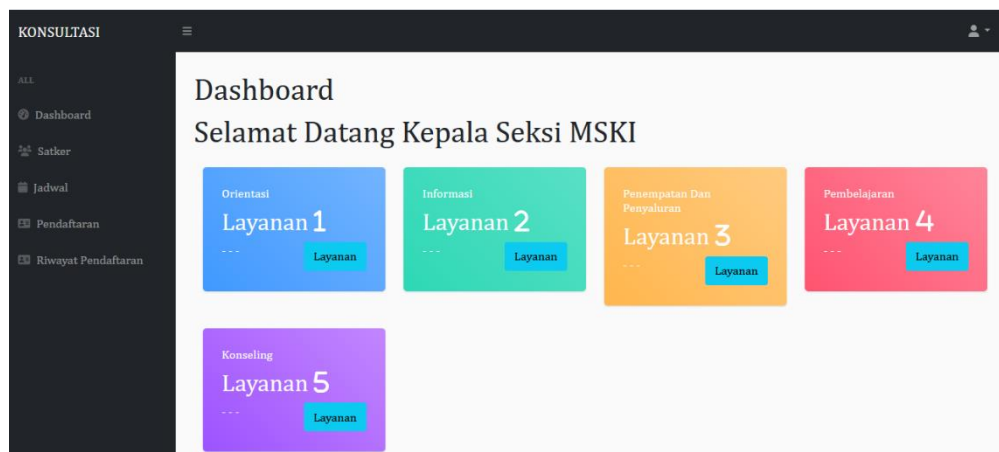 KONSULTASI
ALL
Dashboard
Satker
Jadwal
Pendaftaran
Riwayat Pendaftaran
Dashboard
Selamat Datang Kepala Seksi MSKI
Orientasi
Layanan 1
- - -
Layanan
Informasi
Layanan 2
- - -
Layanan
Penempatan Dan
Penyaluran
Layanan 3
- - -
Layanan
Pembelajaran
Layanan 4
- - -
Layanan
Konseling
Layanan 5
- - -
Layanan